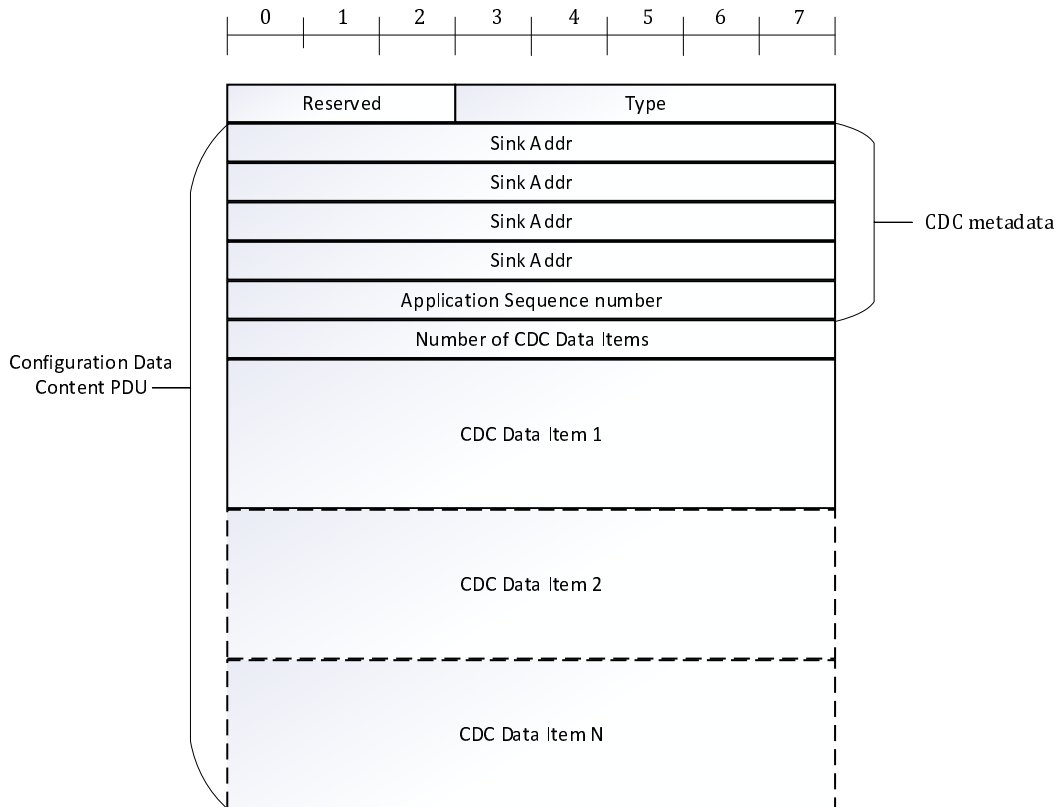 0 1 2 3 4 5 6 7
Reserved Type
Sink Addr
Sink Addr
Sink Addr
CDC metadata
Sink Addr
Application Sequence number
Number of CDC Data Items
Configuration Data
Content PDU
CDC Data Item 1
CDC Data Item 2
CDC Data Item N